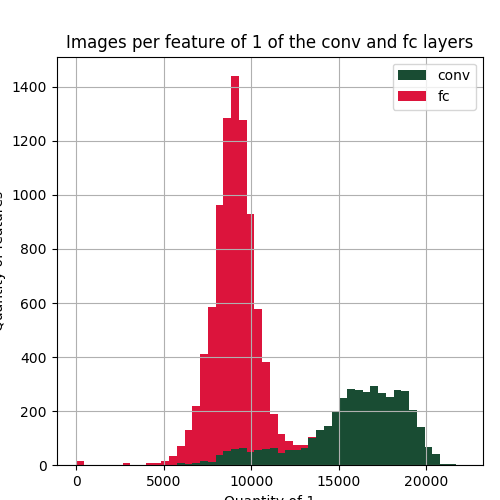 Images per feature of 1 of the conv and fc layers
conv
fc
1400
1200
1000
800
600
400
200
0
0 5000 10000 15000 20000
Quantity of 1
Quantity of features